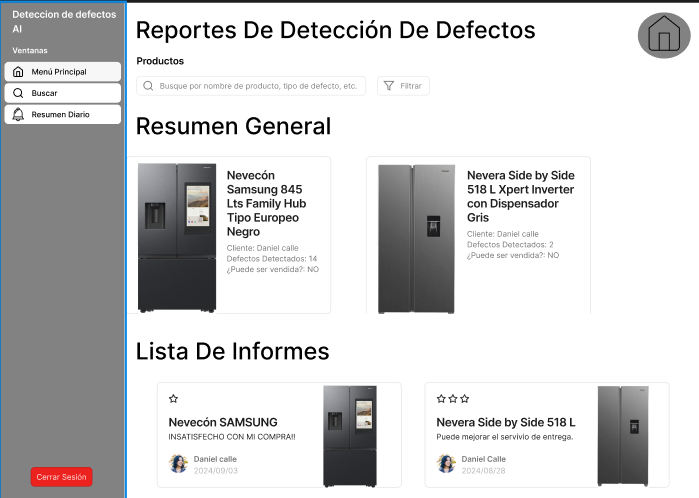 Deteccion de defectos
AI
Ventanas
Menú Principal
Buscar
Resumen Diario
Cerrar Sesión
Reportes De Detección De Defectos
Productos
Busque por nombre de producto, tipo de defecto, etc.
Filtrar
Resumen General
Nevecón
Samsung 845
Lts Family Hub
Tipo Europeo
Negro
Cliente: Daniel calle
Defectos Detectados: 14
¿Puede ser vendida?: NO
Nevera Side by Side
518 L Xpert Inverter
con Dispensador
Gris
Cliente: Daniel calle
Defectos Detectados: 2
¿Puede ser vendida?: NO
Lista De Informes
Nevecón SAMSUNG
INSATISFECHO CON MI COMPRA!!
Daniel calle
2024/09/03
Nevera Side by Side 518 L
Puede mejorar el servivio de entrega.
Daniel Calle
2024/08/28